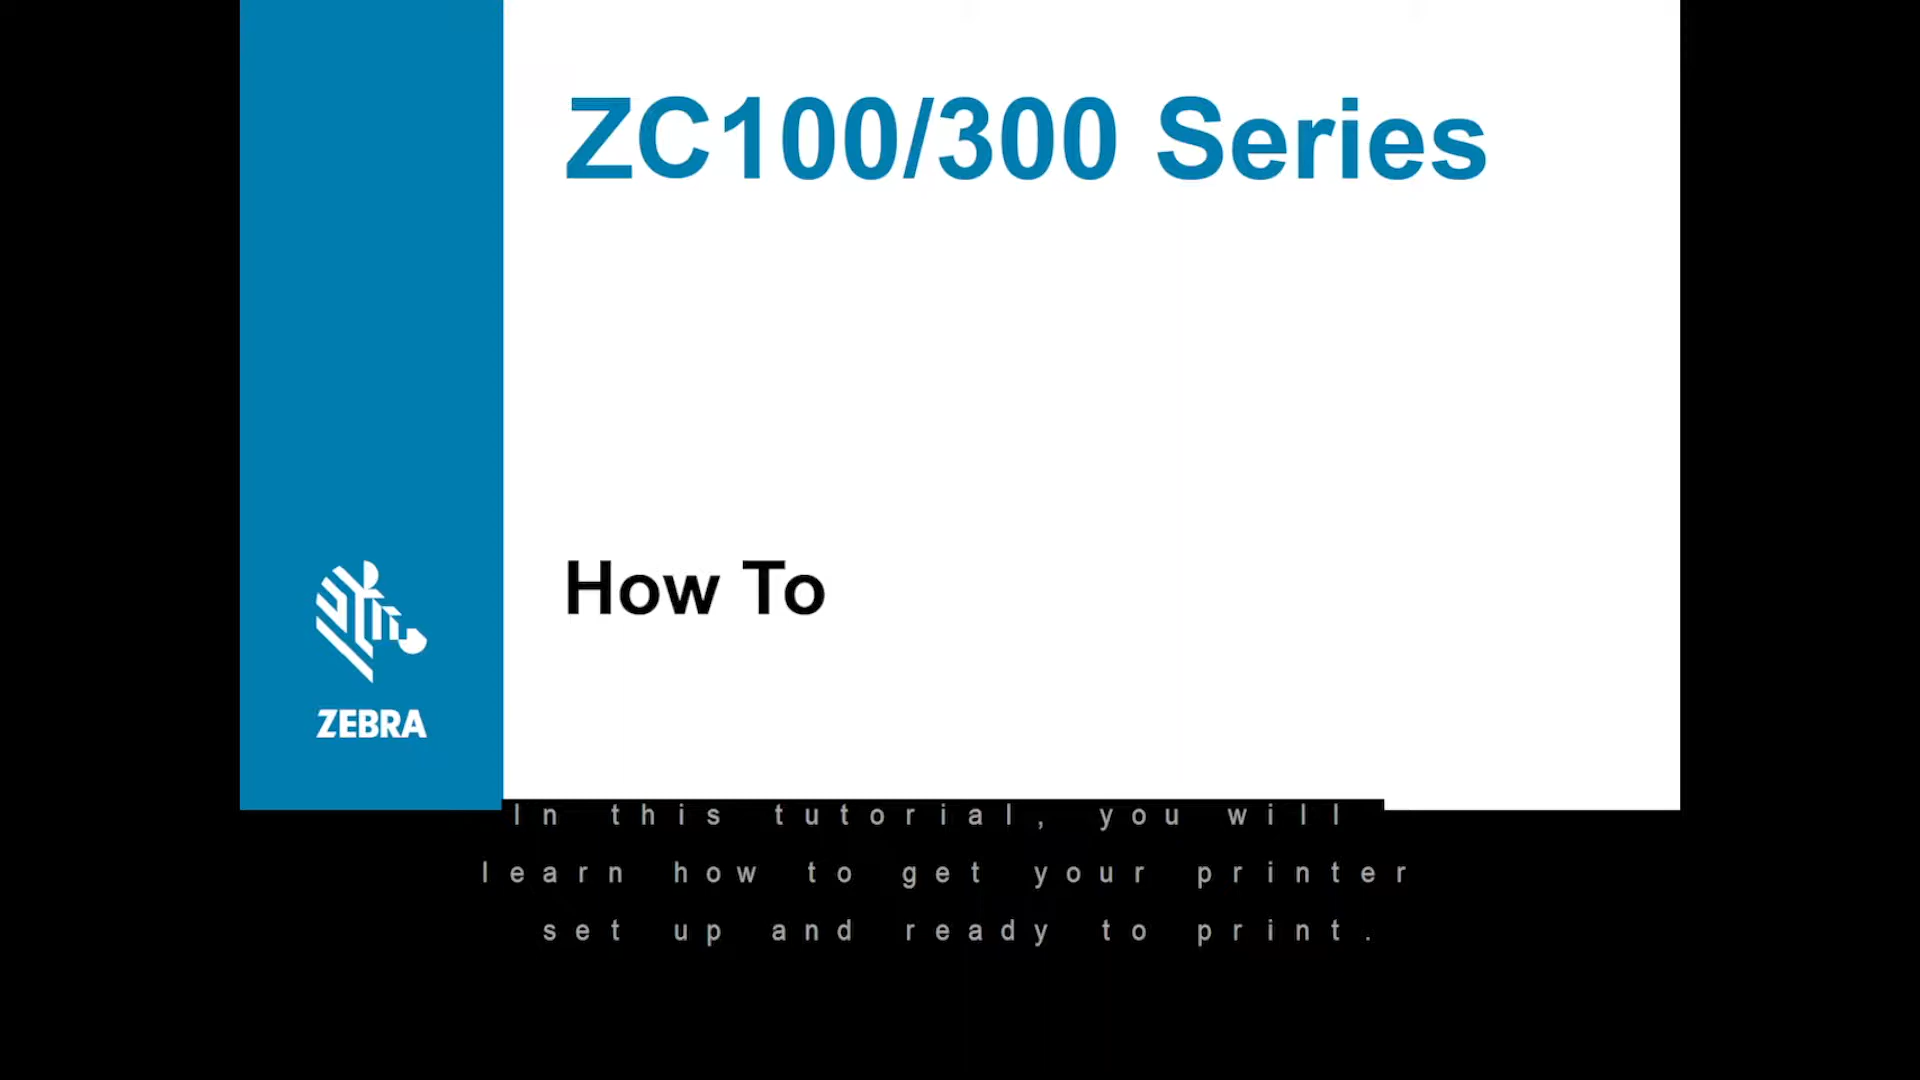 ZC100/300 Series
How To
ZEBRA
In this tutorial, you will
learn how to get your printer
set up and ready to print.